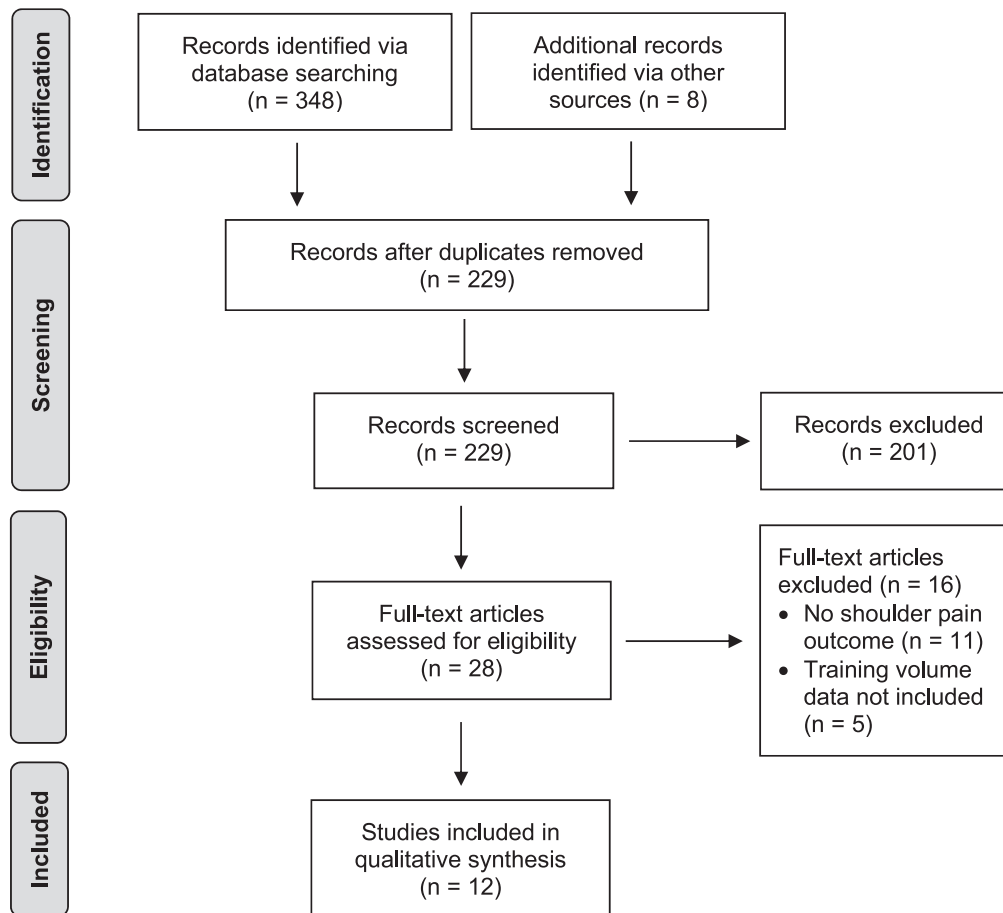 Identification
Records identified via
database searching
(n = 348)
Additional records
identified via other
sources (n = 8)
Screening
Records after duplicates removed
(n = 229)
Records screened
(n = 229)
Records excluded
(n = 201)
Eligibility
Full-text articles
assessed for eligibility
(n = 28)
Full-text articles
excluded (n = 16)
• No shoulder pain
outcome (n = 11)
• Training volume
data not included
(n = 5)
Included
Studies included in
qualitative synthesis
(n = 12)